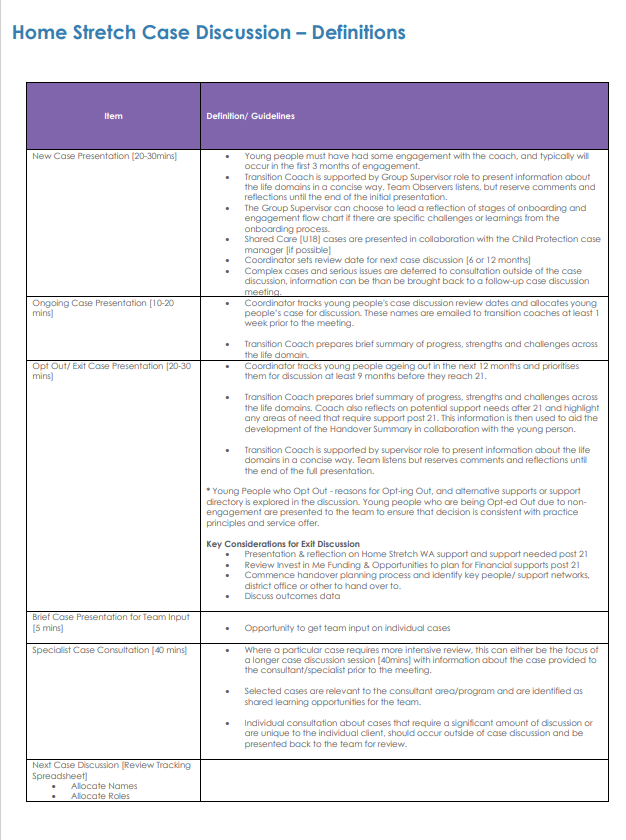 Home Stretch Case Discussion – Definitions
Item
Definition/ Guidelines
New Case Presentation [20-30mins]
• Young people must have had some engagement with the coach, and typically will
occur in the first 3 months of engagement.
• Transition Coach is supported by Group Supervisor role to present information about
the life domains in a concise way. Team Observers listens, but reserve comments and
reflections until the end of the initial presentation.
• The Group Supervisor can choose to lead a reflection of stages of onboarding and
engagement flow chart if there are specific challenges or learnings from the
onboarding process.
• Shared Care [U18] cases are presented in collaboration with the Child Protection case
manager [if possible]
• Coordinator sets review date for next case discussion [6 or 12 months]
• Complex cases and serious issues are deferred to consultation outside of the case
discussion, information can be than be brought back to a follow-up case discussion
meeting.
Ongoing Case Presentation [10-20
mins]
• Coordinator tracks young people's case discussion review dates and allocates young
people's case for discussion. These names are emailed to transition coaches at least 1
week prior to the meeting.
• Transition Coach prepares brief summary of progress, strengths and challenges across
the life domain.
Opt Out/ Exit Case Presentation [20-30
mins]
• Coordinator tracks young people ageing out in the next 12 months and prioritises
them for discussion at least 9 months before they reach 21.
• Transition Coach prepares brief summary of progress, strengths and challenges across
the life domains. Coach also reflects on potential support needs after 21 and highlight
any areas of need that require support post 21. This information is then used to aid the
development of the Handover Summary in collaboration with the young person.
• Transition Coach is supported by supervisor role to present information about the life
domains in a concise way. Team listens but reserves comments and reflections until
the end of the full presentation.
* Young People who Opt Out - reasons for Opt-ing Out, and alternative supports or support
directory is explored in the discussion. Young people who are being Opt-ed Out due to non-
engagement are presented to the team to ensure that decision is consistent with practice
principles and service offer.
Key Considerations for Exit Discussion
• Presentation & reflection on Home Stretch WA support and support needed post 21
• Review Invest in Me Funding & Opportunities to plan for Financial supports post 21
• Commence handover planning process and identify key people/ support networks,
district office or other to hand over to.
• Discuss outcomes data
Brief Case Presentation for Team Input
[5 mins]
• Opportunity to get team input on individual cases
Specialist Case Consultation [40 mins]
• Where a particular case requires more intensive review, this can either be the focus of
a longer case discussion session [40mins] with information about the case provided to
the consultant/specialist prior to the meeting.
• Selected cases are relevant to the consultant area/program and are identified as
shared learning opportunities for the team.
• Individual consultation about cases that require a significant amount of discussion or
are unique to the individual client, should occur outside of case discussion and be
presented back to the team for review.
Next Case Discussion [Review Tracking
Spreadsheet]
• Allocate Names
• Allocate Roles